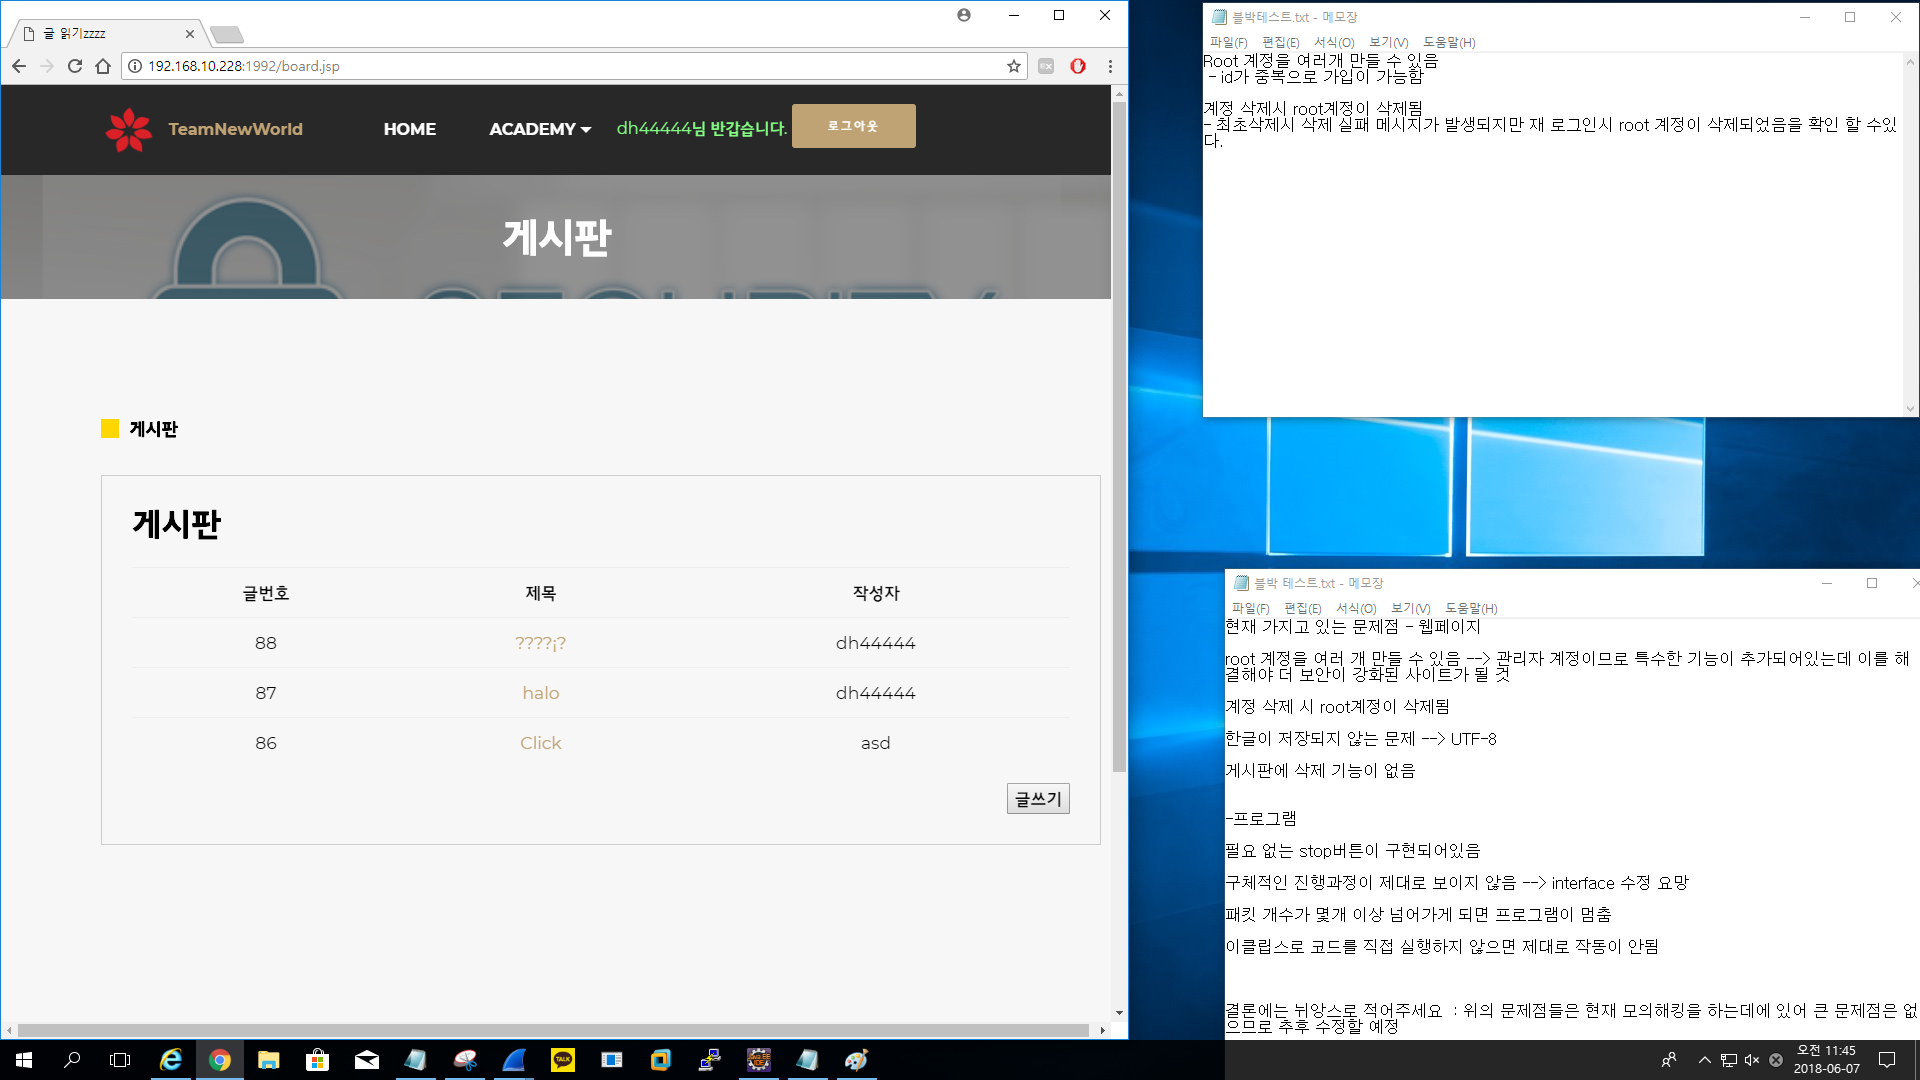 글 읽기zzzz
192.168.10.228:1992/board.jsp
TeamNewWorld
HOME
ACADEMY
dh44444님 반갑습니다.
로그아웃
게시판
게시판
게시판
글번호 제목 작성자
88 ????¡? dh44444
87 halo dh44444
86 Click asd
글쓰기
블박테스트.txt - 메모장
파일(F) 편집(E) 서식(O) 보기(V) 도움말(H)
Root 계정을 여러개 만들 수 있음
- id가 중복으로 가입이 가능함
계정 삭제시 root계정이 삭제됨
- 최초삭제시 삭제 실패 메시지가 발생되지만 재 로그인시 root 계정이 삭제되었음을 확인 할 수있
다.
블박 테스트.txt - 메모장
파일(F) 편집(E) 서식(O) 보기(V) 도움말(H)
현재 가지고 있는 문제점 - 웹페이지
root 계정을 여러 개 만들 수 있음 --> 관리자 계정이므로 특수한 기능이 추가되어있는데 이를 해
결해야 더 보안이 강화된 사이트가 될 것
계정 삭제 시 root계정이 삭제됨
한글이 저장되지 않는 문제 --> UTF-8
게시판에 삭제 기능이 없음
-프로그램
필요 없는 stop버튼이 구현되어있음
구체적인 진행과정이 제대로 보이지 않음 --> interface 수정 요망
패킷 개수가 몇개 이상 넘어가게 되면 프로그램이 멈춤
이클립스로 코드를 직접 실행하지 않으면 제대로 작동이 안됨
결론에는 뉘앙스로 적어주세요 : 위의 문제점들은 현재 모의해킹을 하는데에 있어 큰 문제점은 없
으므로 추후 수정할 예정
TALK
오전 11:45
2018-06-07